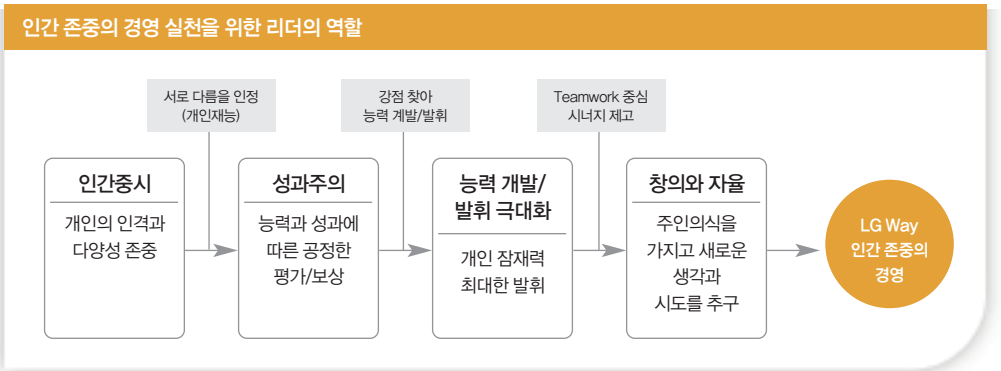 인간 존중의 경영 실천을 위한 리더의 역할
서로 다름을 인정
(개인재능)
강점 찾아
능력 계발/발휘
Teamwork 중심
시너지 제고
인간중시
개인의 인격과
다양성 존중
성과주의
능력과 성과에
따른 공정한
평가/보상
능력 개발/
발휘 극대화
개인 잠재력
최대한 발휘
창의와 자율
주인의식을
가지고 새로운
생각과
시도를 추구
LG Way
인간 존중의
경영